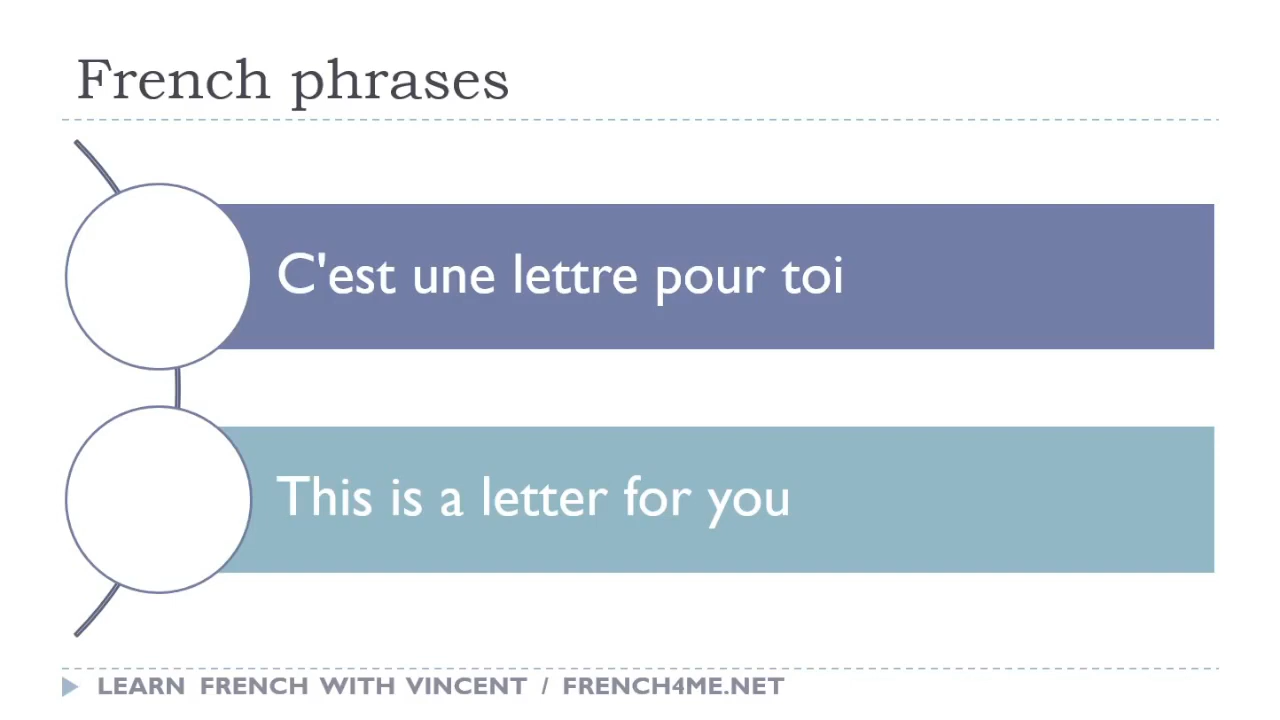 French phrases
C'est une lettre pour toi
This is a letter for you
LEARN FRENCH WITH VINCENT / FRENCH4ME.NET